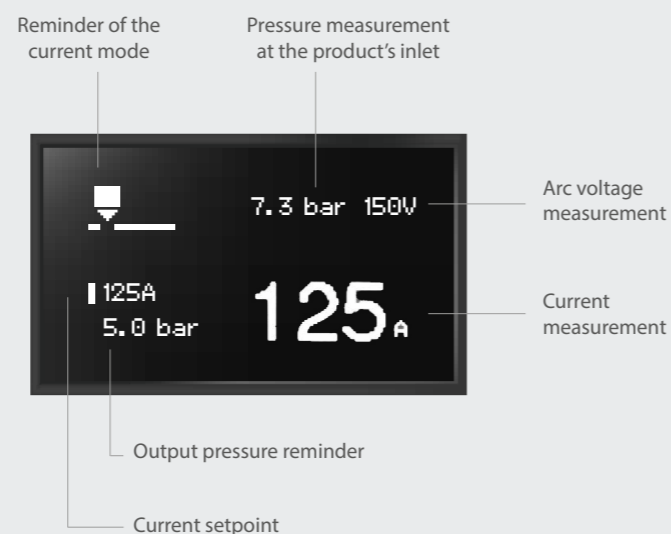 Reminder of the
current mode
Pressure measurement
at the product's inlet
7.3 bar 150V
Arc voltage
measurement
125A
5.0 bar
125A
Current
measurement
Output pressure reminder
Current setpoint